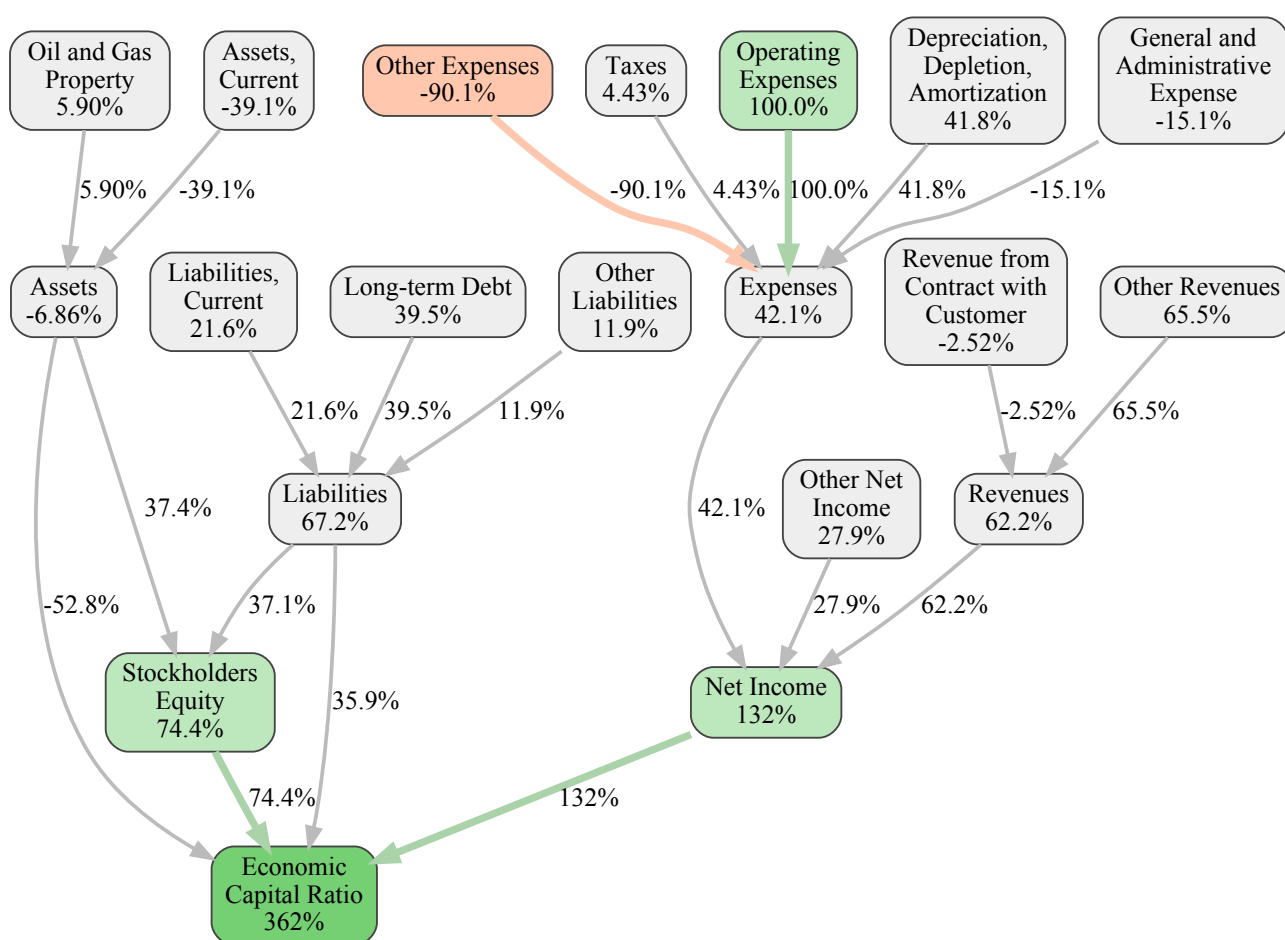 Oil and Gas
Property
5.90%
Assets,
Current
-39.1%
Other Expenses
-90.1%
Taxes
4.43%
Operating
Expenses
100.0%
Depreciation,
Depletion,
Amortization
41.8%
General and
Administrative
Expense
-15.1%
5.90%
-39.1%
-90.1%
4.43%
100.0%
41.8%
-15.1%
Assets
-6.86%
Liabilities,
Current
21.6%
Long-term Debt
39.5%
Other
Liabilities
11.9%
Expenses
42.1%
Revenue from
Contract with
Customer
-2.52%
Other Revenues
65.5%
21.6%
39.5%
11.9%
-2.52%
65.5%
Liabilities
67.2%
Other Net
Income
27.9%
Revenues
62.2%
37.4%
42.1%
-52.8%
37.1%
35.9%
27.9%
62.2%
Stockholders
Equity
74.4%
Net Income
132%
74.4%
132%
Economic
Capital Ratio
362%